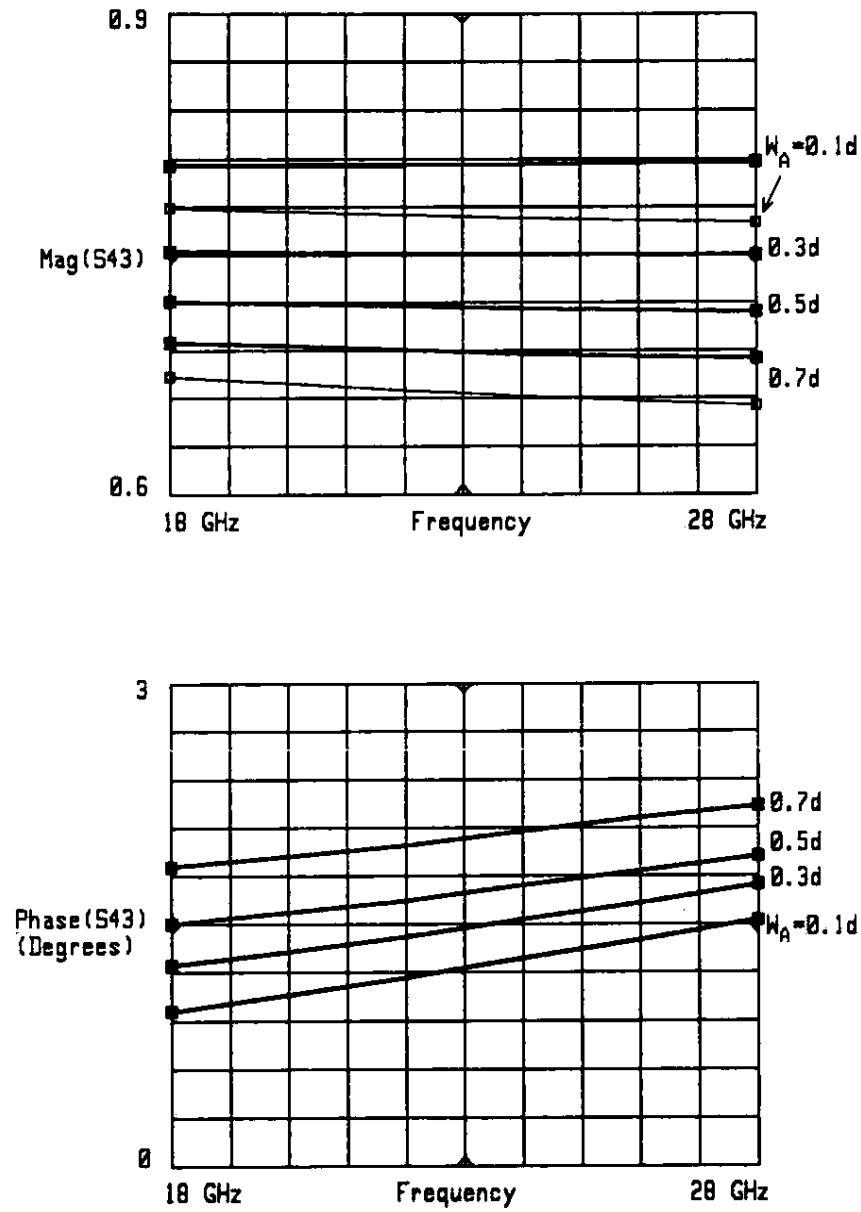 0.9
W_A=0.1d
Mag(S43)
0.3d
0.5d
0.7d
0.6
18 GHz Frequency 28 GHz
3
0.7d
0.5d
0.3d
Phase(S43)
(Degrees)
W_A=0.1d
0
18 GHz Frequency 28 GHz